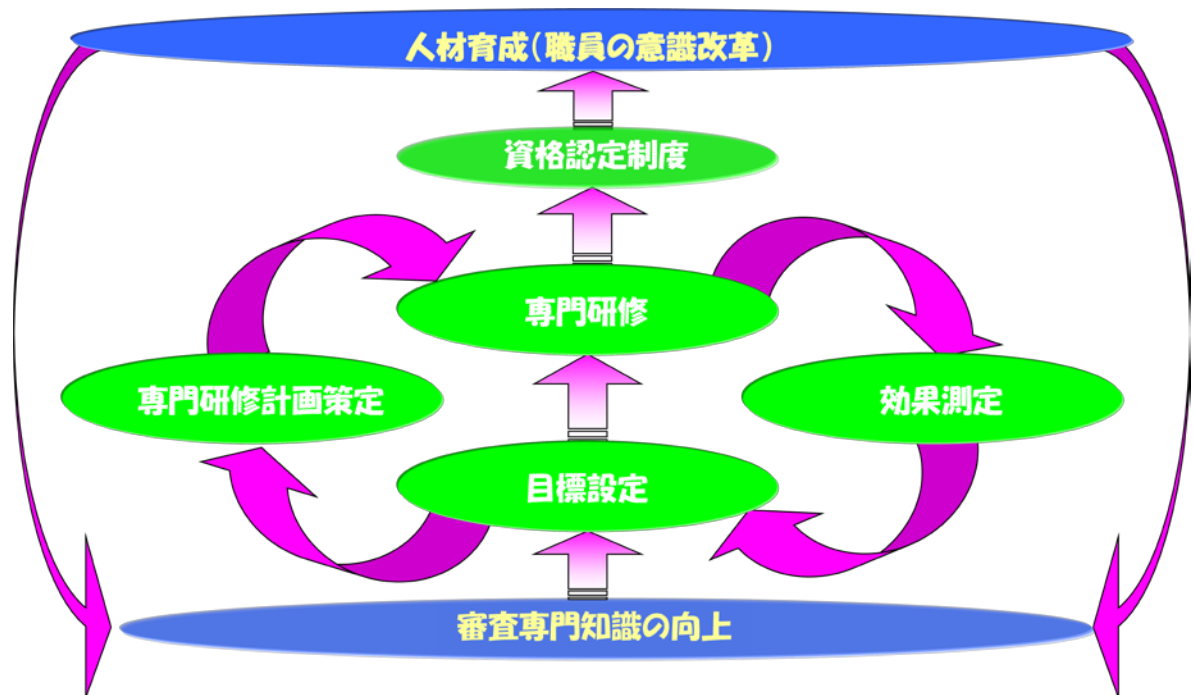 人材育成(職員の意識改革)
資格認定制度
専門研修
専門研修計画策定
効果測定
目標設定
審査専門知識の向上